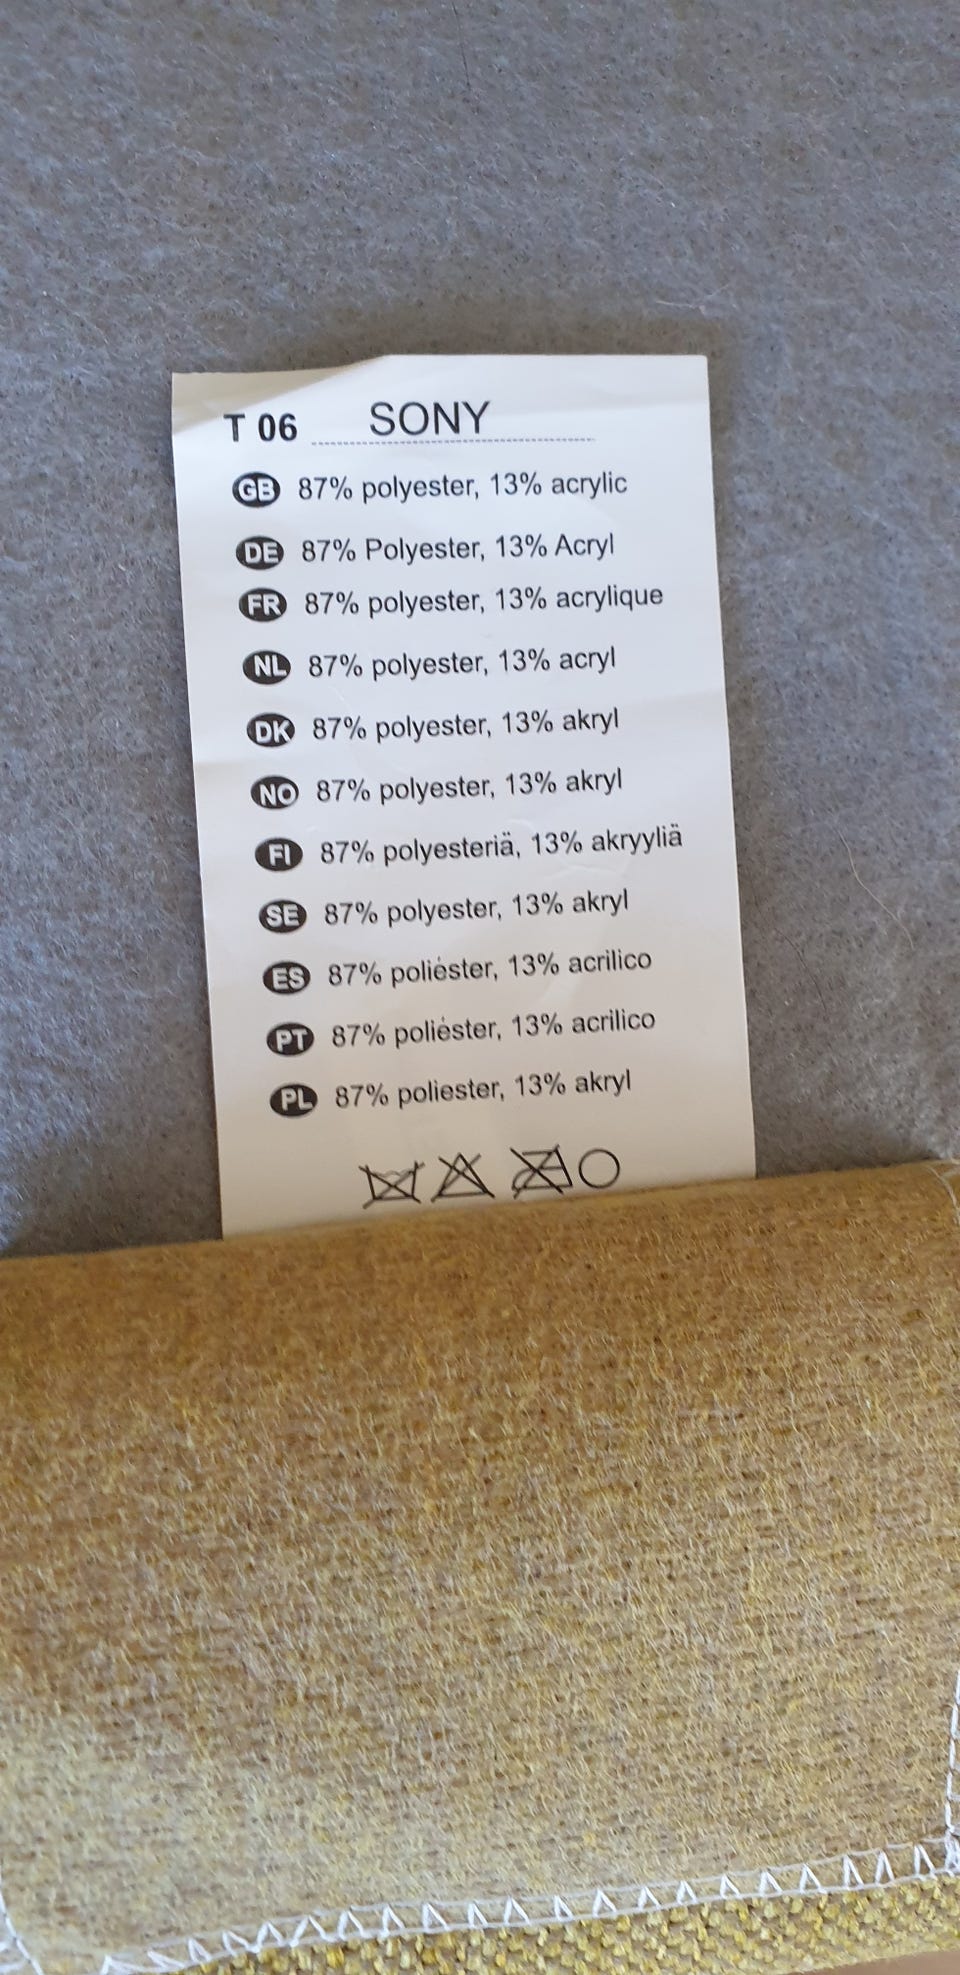 T 06 SONY
GB 87% polyester, 13% acrylic
DE 87% Polyester, 13% Acryl
FR 87% polyester, 13% acrylique
NL 87% polyester, 13% acryl
DK 87% polyester, 13% akryl
NO 87% polyester, 13% akryl
FI 87% polyesteriä, 13% akryyliä
SE 87% polyester, 13% akryl
ES 87% poliéster, 13% acrilico
PT 87% poliéster, 13% acrilico
PL 87% poliester, 13% akryl